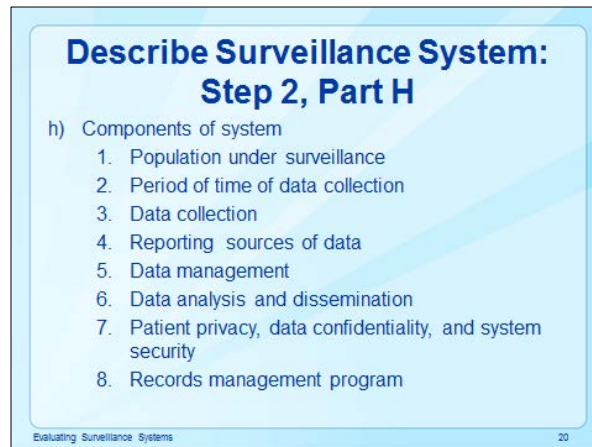 Describe Surveillance System:
Step 2, Part H
h) Components of system
1. Population under surveillance
2. Period of time of data collection
3. Data collection
4. Reporting sources of data
5. Data management
6. Data analysis and dissemination
7. Patient privacy, data confidentiality, and system
security
8. Records management program
Evaluating Surveillance Systems
20